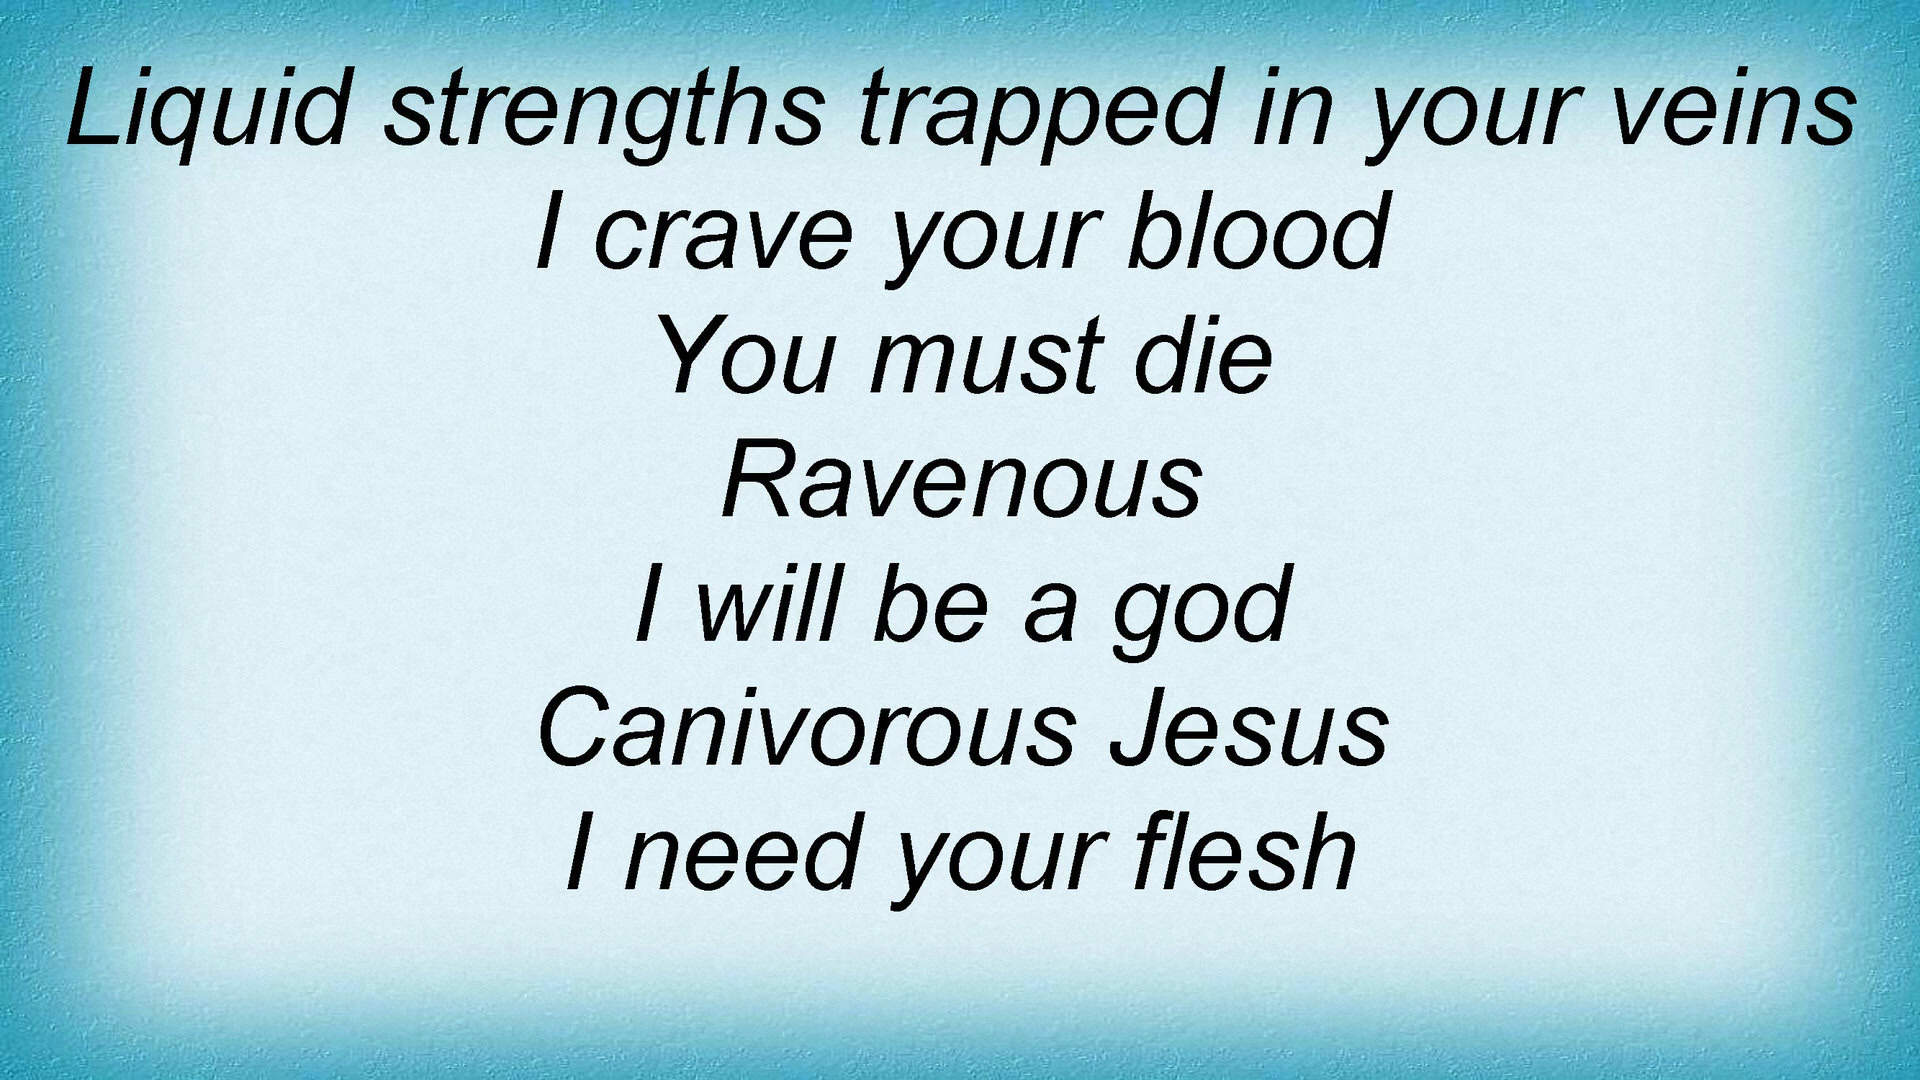 Liquid strengths trapped in your veins
I crave your blood
You must die
Ravenous
I will be a god
Canivorous Jesus
I need your flesh